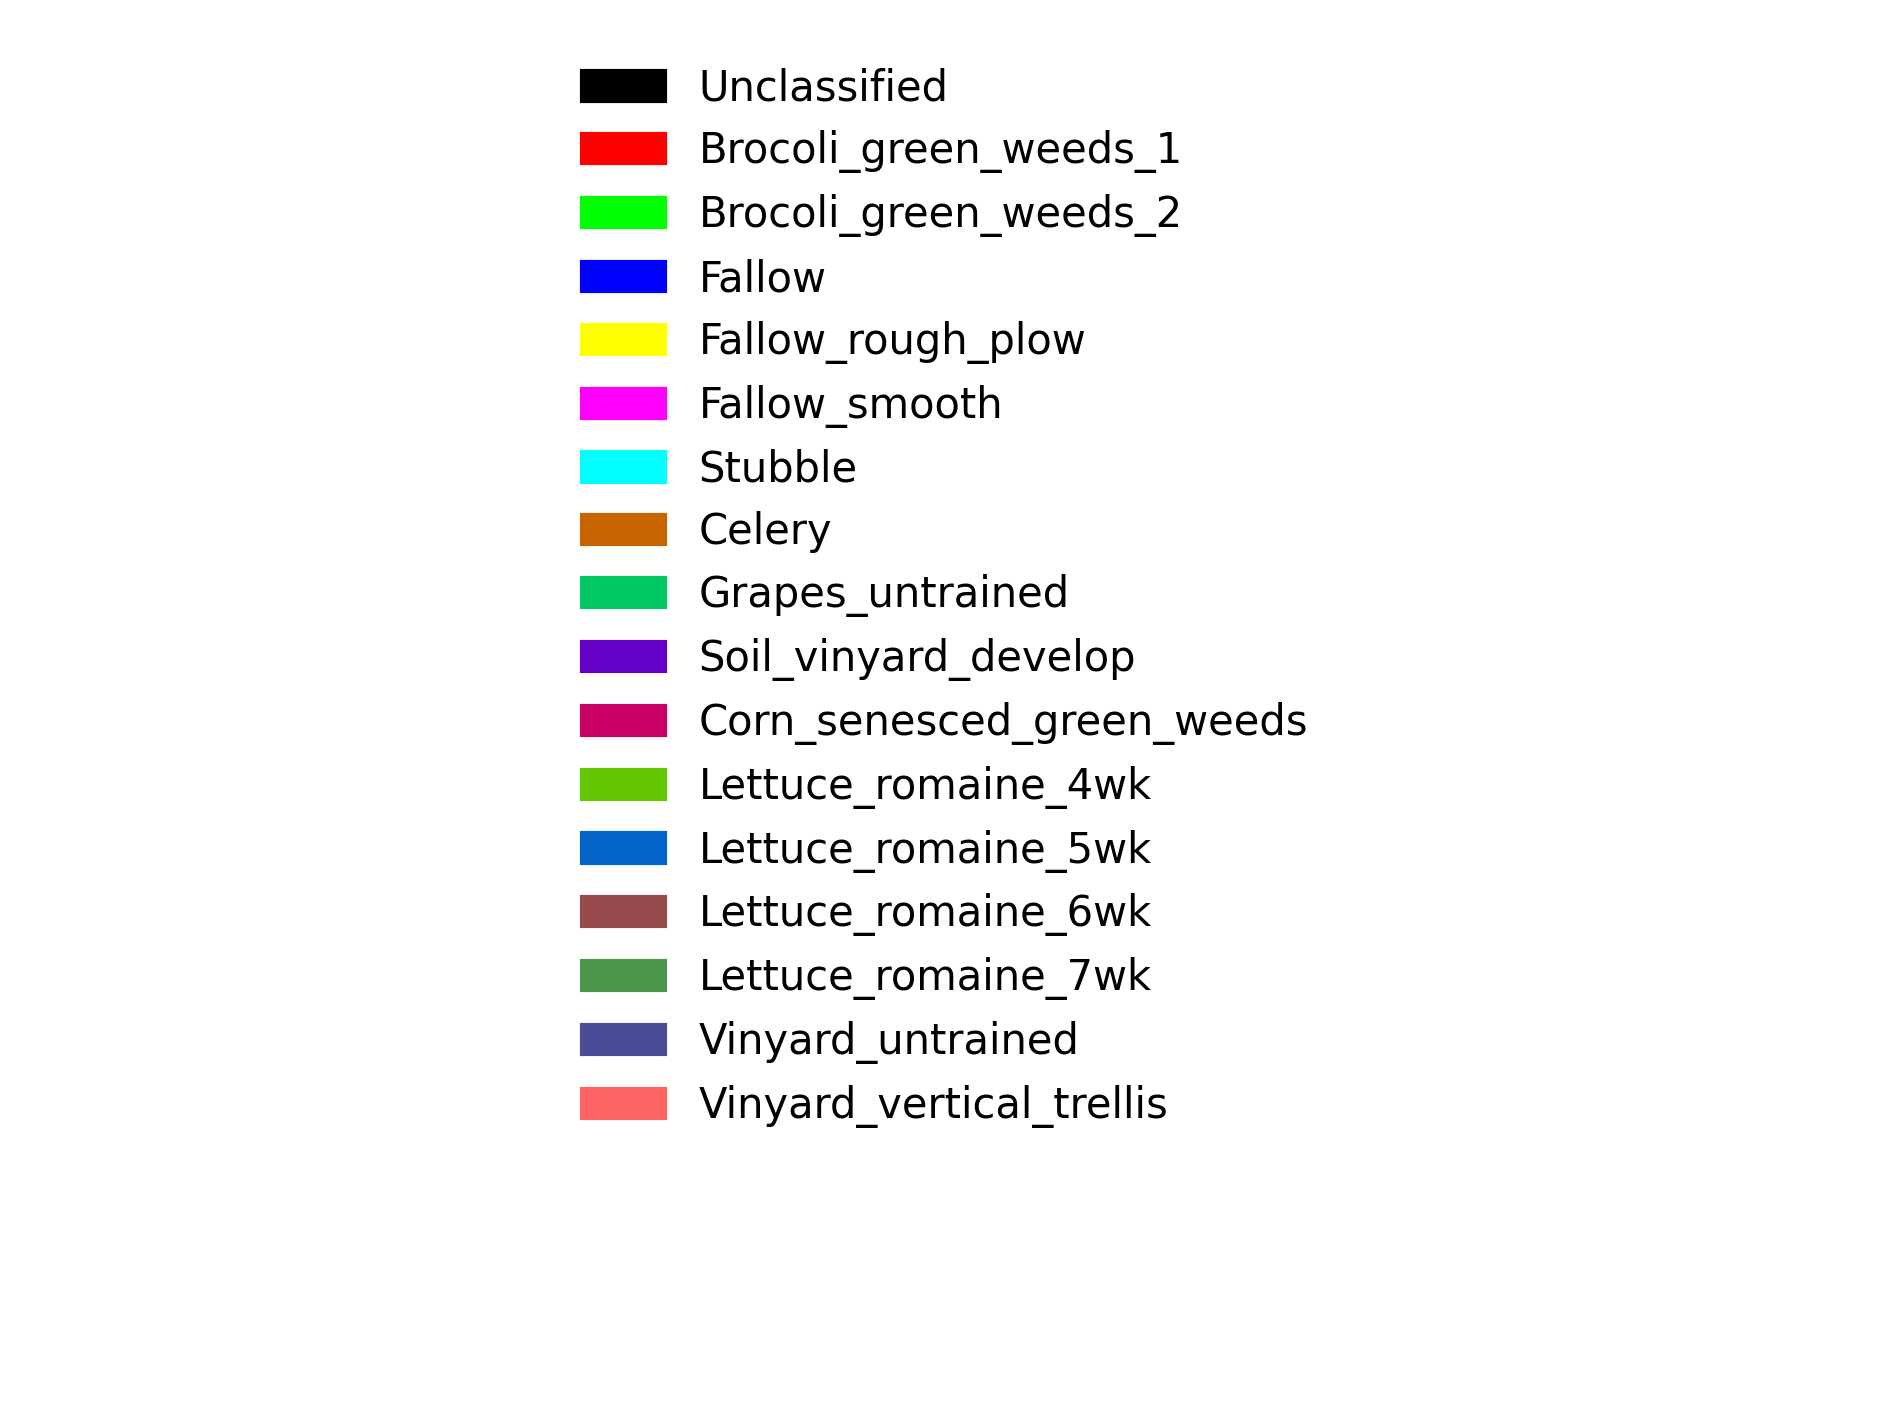 Unclassified
Brocoli_green_weeds_1
Brocoli_green_weeds_2
Fallow
Fallow_rough_plow
Fallow_smooth
Stubble
Celery
Grapes_untrained
Soil_vinyard_develop
Corn_senesced_green_weeds
Lettuce_romaine_4wk
Lettuce_romaine_5wk
Lettuce_romaine_6wk
Lettuce_romaine_7wk
Vinyard_untrained
Vinyard_vertical_trellis